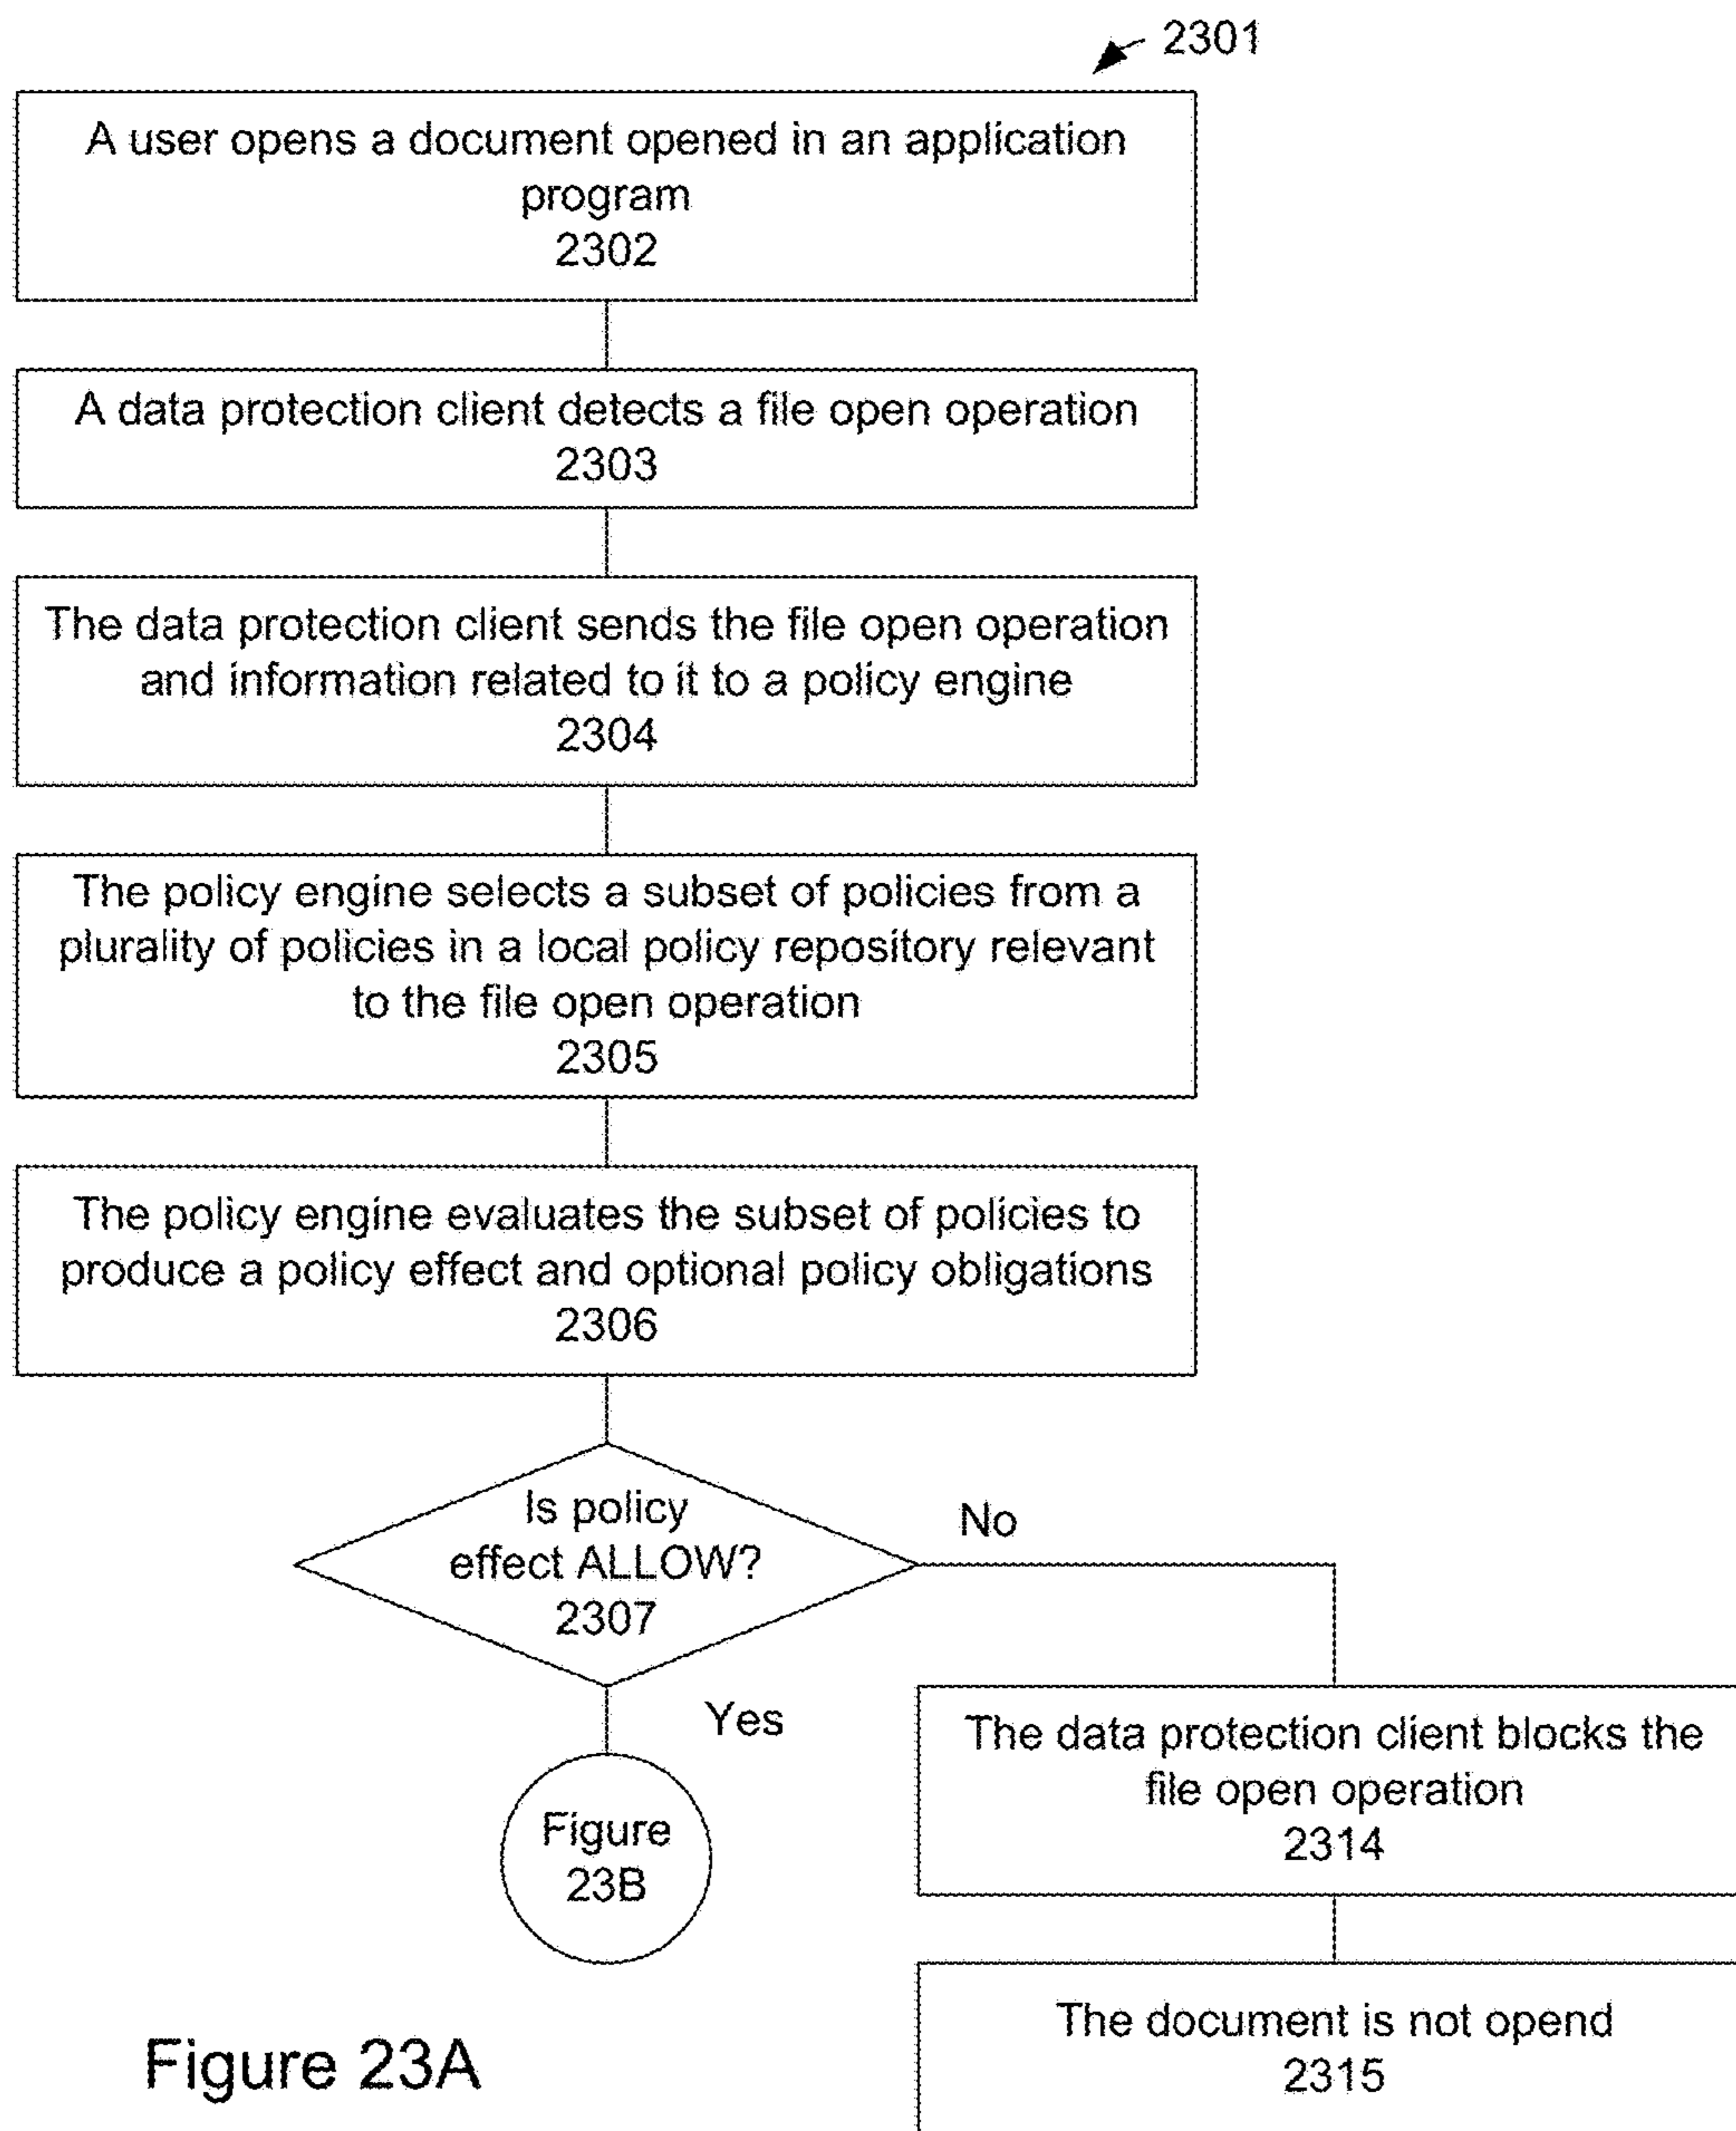 2301
A user opens a document opened in an application
program
2302
A data protection client detects a file open operation
2303
The data protection client sends the file open operation
and information related to it to a policy engine
2304
The policy engine selects a subset of policies from a
plurality of policies in a local policy repository relevant
to the file open operation
2305
The policy engine evaluates the subset of policies to
produce a policy effect and optional policy obligations
2306
Is policy
effect ALLOW?
2307
No
Yes
Figure
23B
The data protection client blocks the
file open operation
2314
The document is not opend
2315
Figure 23A